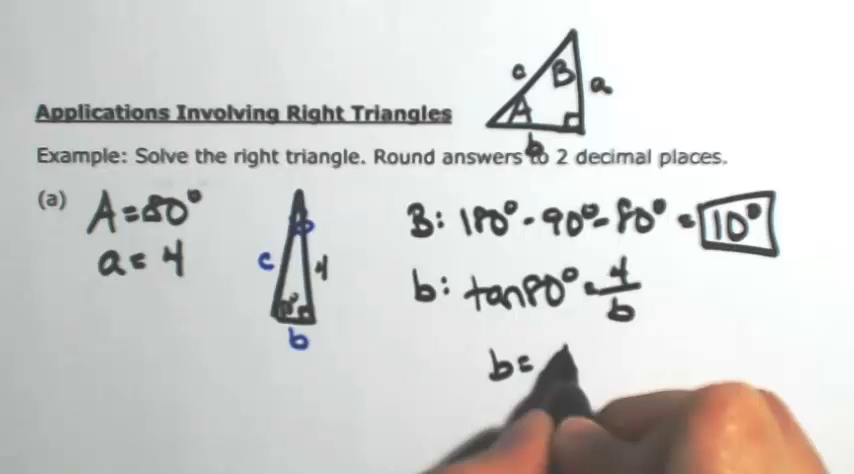 c B a
A
b
Applications Involving Right Triangles
Example: Solve the right triangle. Round answers to 2 decimal places.
(a) A = 80°
a = 4
c 4
b
B: 180° - 90° - 80° = 10°
b: tan 80° = 4/b
b =